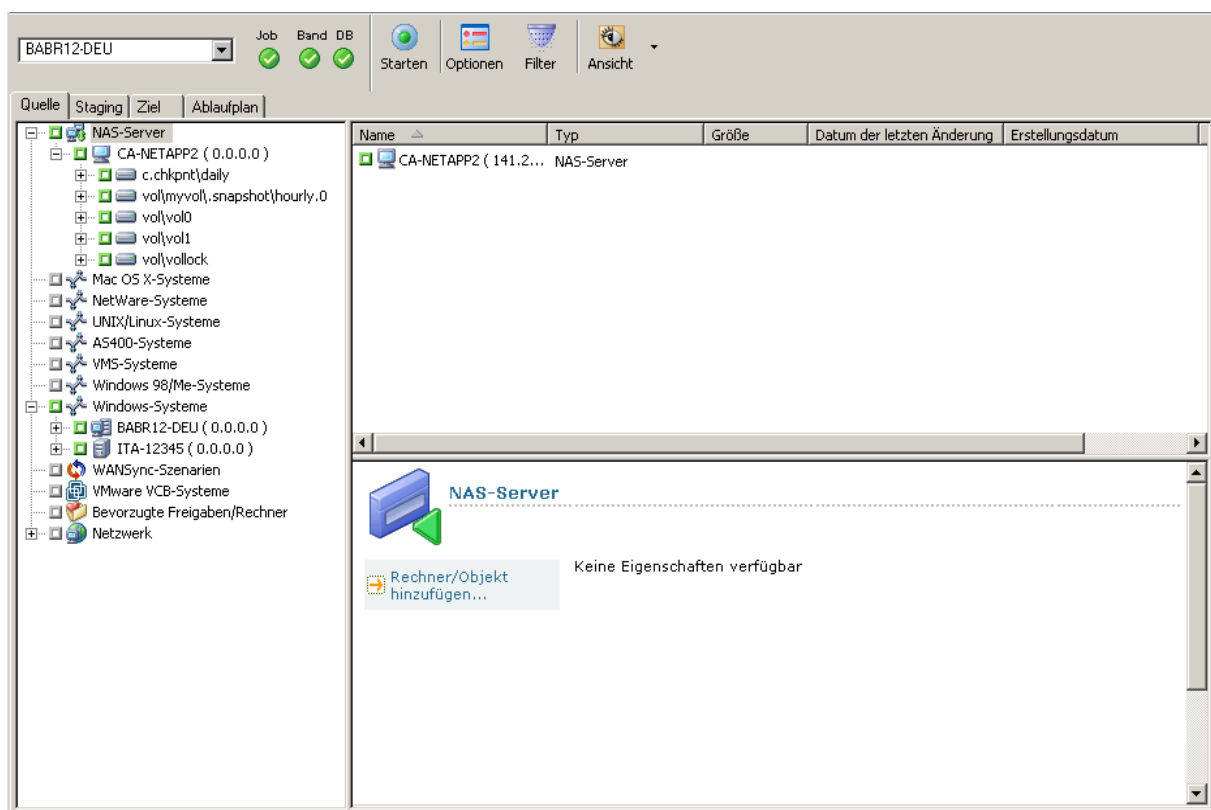 BABR12-DEU
Job Band DB
Starten Optionen Filter Ansicht
Quelle Staging Ziel Ablaufplan
NAS-Server
CA-NETAPP2 ( 0.0.0.0 )
c.chkpnt\daily
vol\myvol\.snapshot\hourly.0
vol\vol0
vol\vol1
vol\vollock
Mac OS X-Systeme
NetWare-Systeme
UNIX/Linux-Systeme
AS400-Systeme
VMS-Systeme
Windows 98/Me-Systeme
Windows-Systeme
BABR12-DEU ( 0.0.0.0 )
ITA-12345 ( 0.0.0.0 )
WANSync-Szenarien
VMware VCB-Systeme
Bevorzugte Freigaben/Rechner
Netzwerk
Name Typ Größe Datum der letzten Änderung Erstellungsdatum
CA-NETAPP2 ( 141.2... NAS-Server
NAS-Server
Rechner/Objekt
hinzufügen...
Keine Eigenschaften verfügbar